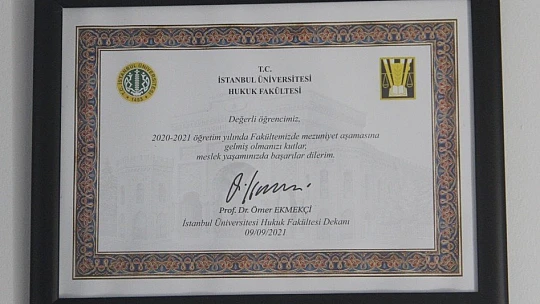 T.C.
İSTANBUL ÜNİVERSİTESİ
HUKUK FAKÜLTESİ
Değerli öğrencimiz,
2020-2021 öğretim yılında Fakültemizde mezuniyet aşamasına
gelmiş olmanızı kutlar,
meslek yaşamınızda başarılar dilerim.
Prof. Dr. Ömer EKMEKÇİ
İstanbul Üniversitesi Hukuk Fakültesi Dekanı
09/09/2021